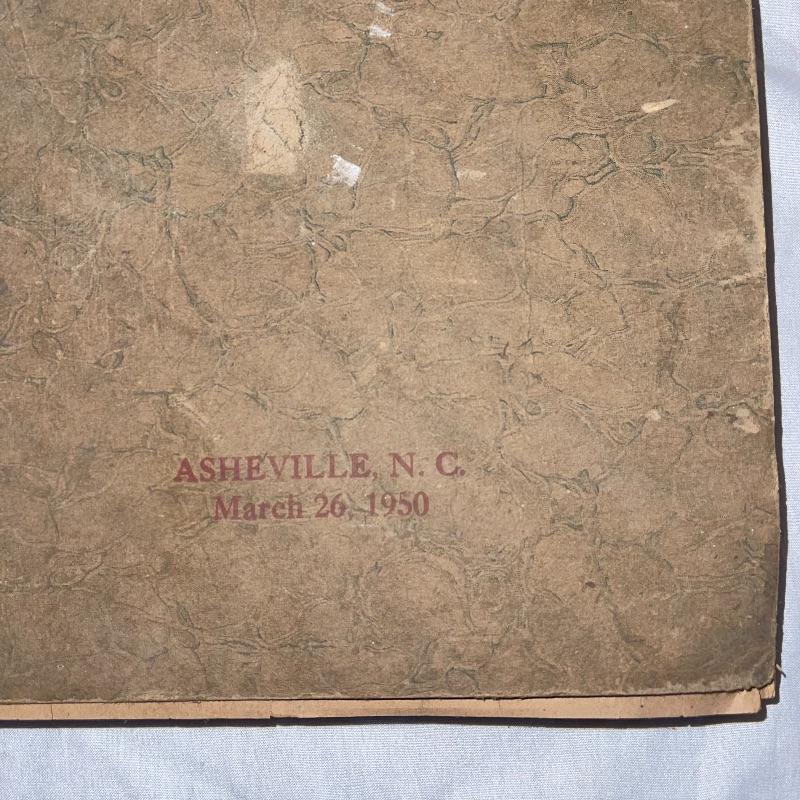 ASHEVILLE, N. C.
March 26, 1950